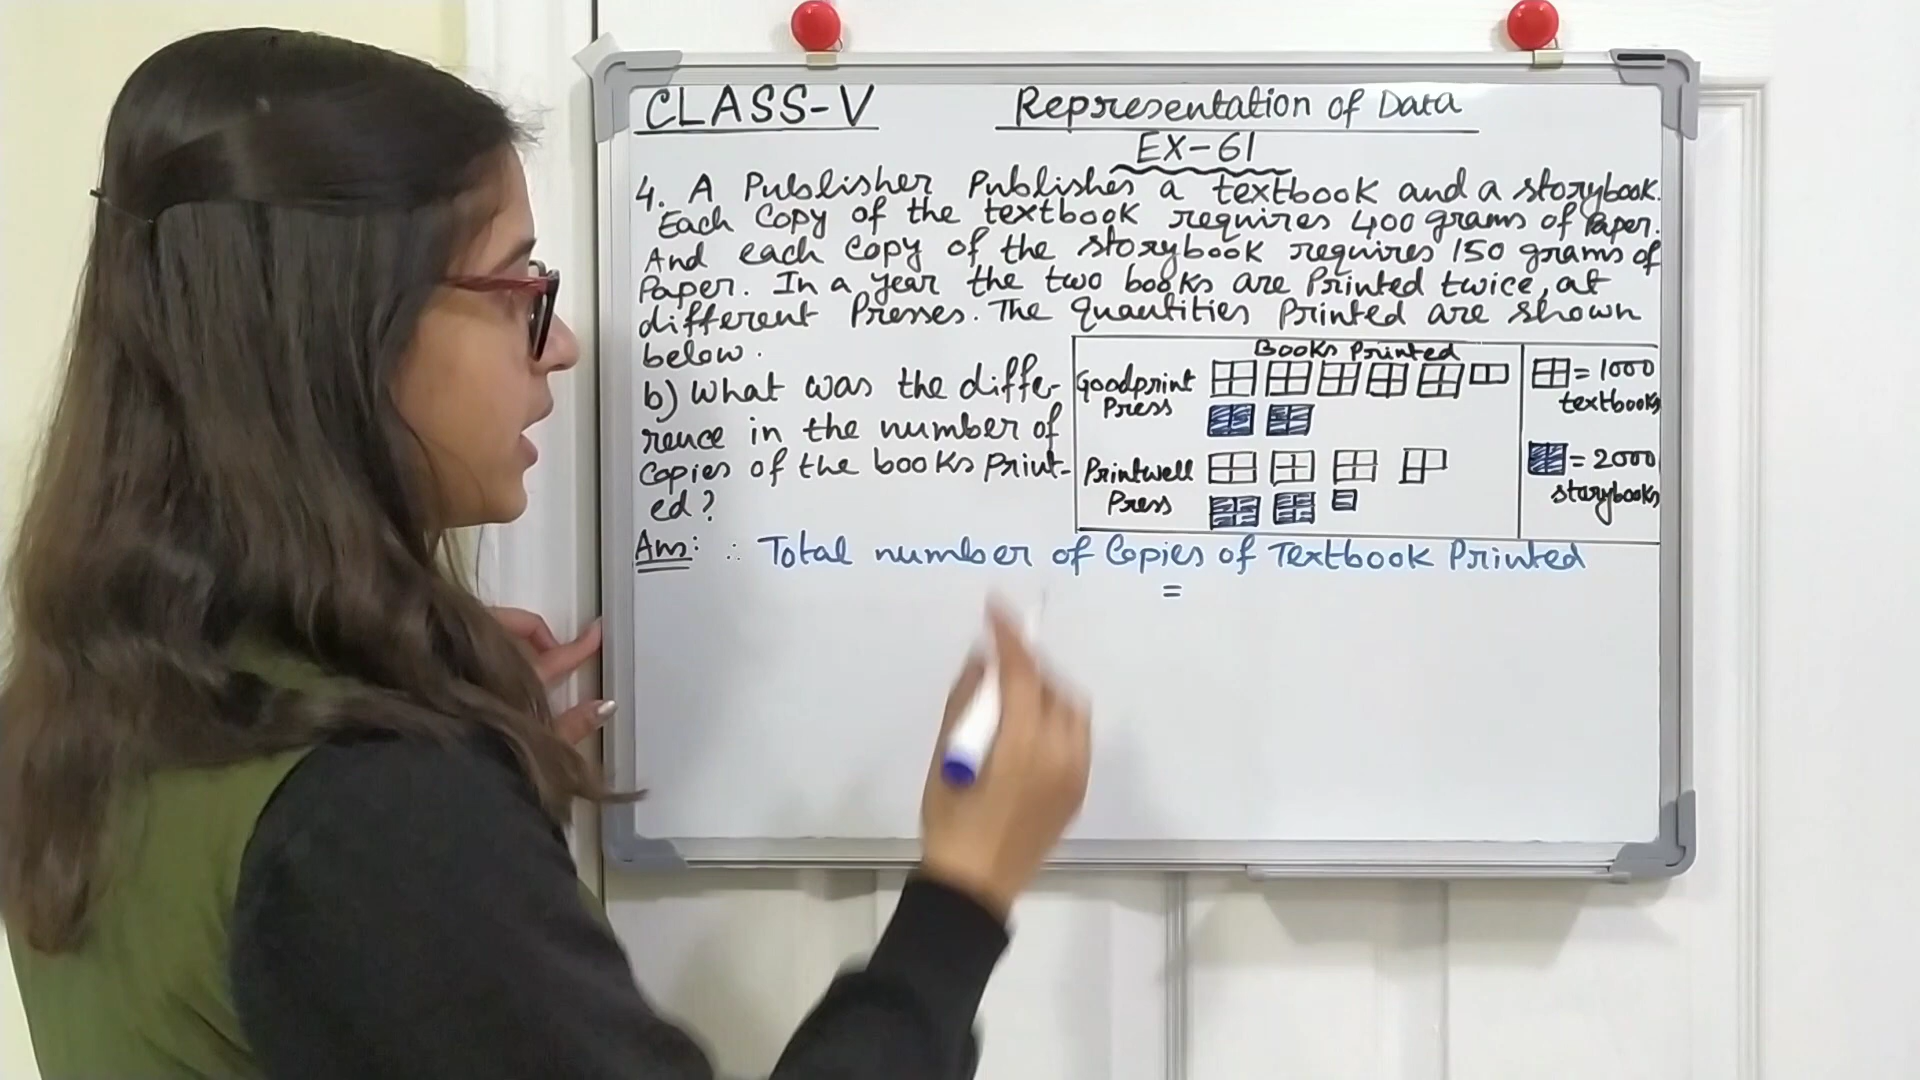 CLASS-V
Representation of Data
EX-61
4. A Publisher Publishes a textbook and a storybook.
Each Copy of the textbook requires 400 grams of Paper.
And each copy of the storybook requires 150 grams of
Paper. In a year the two books are Printed twice, at
different Presses. The quantities Printed are shown
below.
b) What was the diffe-
rence in the number of
Copies of the books Print-
ed?
Books Printed
Goodprint
Press
Printwell
Press
= 1000
textbooks
= 2000
storybooks
Ans: ∴ Total number of Copies of Textbook Printed
=